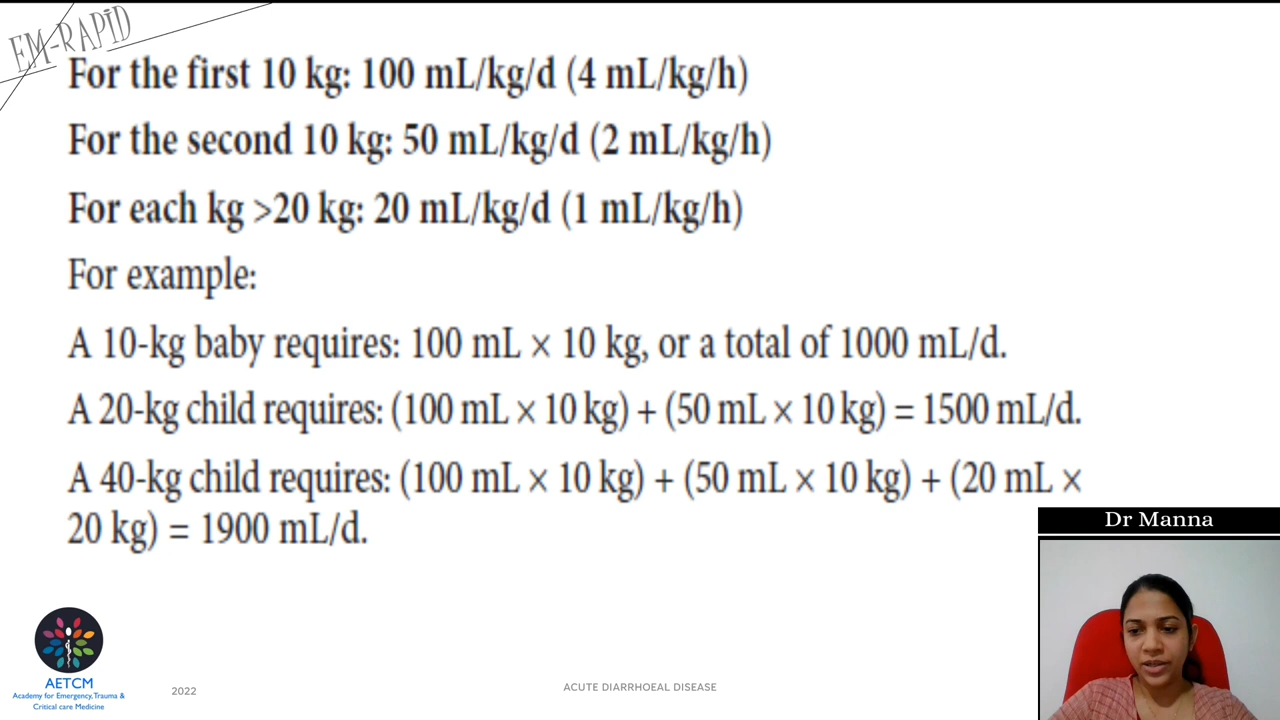 EM-RAPID
For the first 10 kg: 100 mL/kg/d (4 mL/kg/h)
For the second 10 kg: 50 mL/kg/d (2 mL/kg/h)
For each kg >20 kg: 20 mL/kg/d (1 mL/kg/h)
For example:
A 10-kg baby requires: 100 mL × 10 kg, or a total of 1000 mL/d.
A 20-kg child requires: (100 mL × 10 kg) + (50 mL × 10 kg) = 1500 mL/d.
A 40-kg child requires: (100 mL × 10 kg) + (50 mL × 10 kg) + (20 mL ×
20 kg) = 1900 mL/d.
Dr Manna
AETCM
Academy for Emergency,Trauma &
Critical care Medicine
2022
ACUTE DIARRHOEAL DISEASE